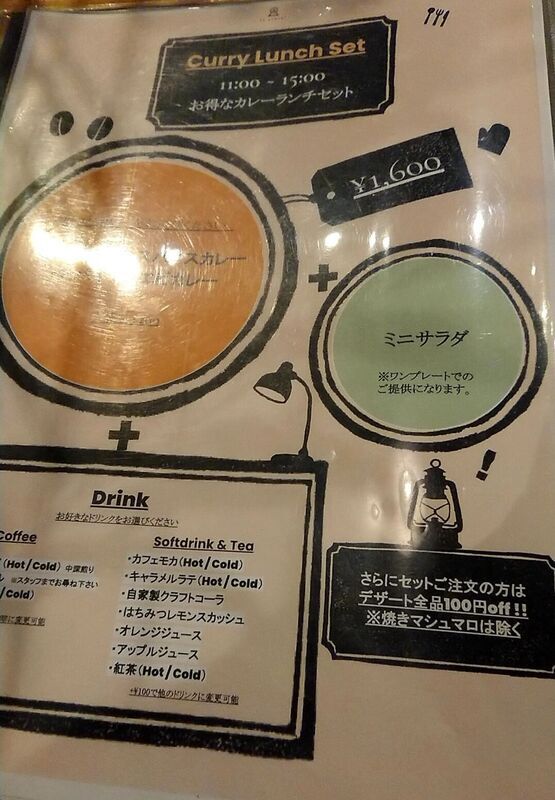 Curry Lunch Set
11:00 ~ 15:00
お得なカレーランチセット
¥1,600
カレー
カレー
+
ミニサラダ
※ワンプレートでの
ご提供になります。
+
Drink
お好きなドリンクをお選びください
Coffee
(Hot/Cold) 中深煎り
※スタッフまでお尋ね下さい
/Cold)
に変更可能
Softdrink & Tea
・カフェモカ(Hot/Cold)
・キャラメルラテ(Hot/Cold)
・自家製クラフトコーラ
・はちみつレモンスカッシュ
・オレンジジュース
・アップルジュース
・紅茶(Hot/Cold)
+¥100で他のドリンクに変更可能
さらにセットご注文の方は
デザート全品100円off!!
※焼きマシュマロは除く